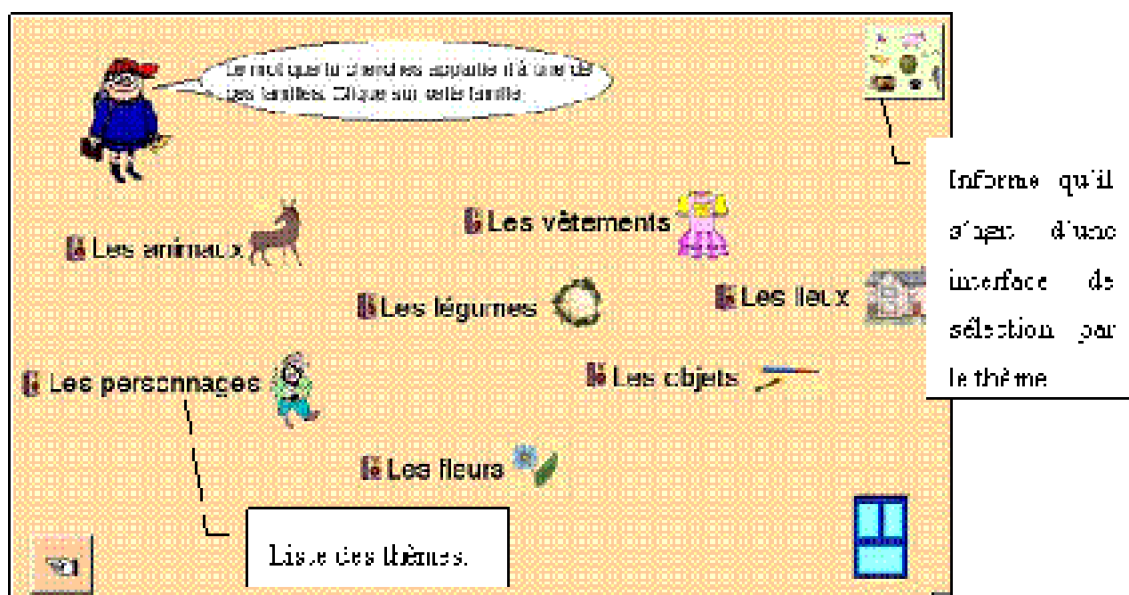 Le mot que tu cherches appartient à une de
ces familles. Clique sur cette famille
Informe qu'il
s'agit d'une
interface de
sélection par
le thème
Les vêtements
Les animaux
Les légumes
Les lieux
Les personnages
Les objets
Les fleurs
Liste des thèmes.